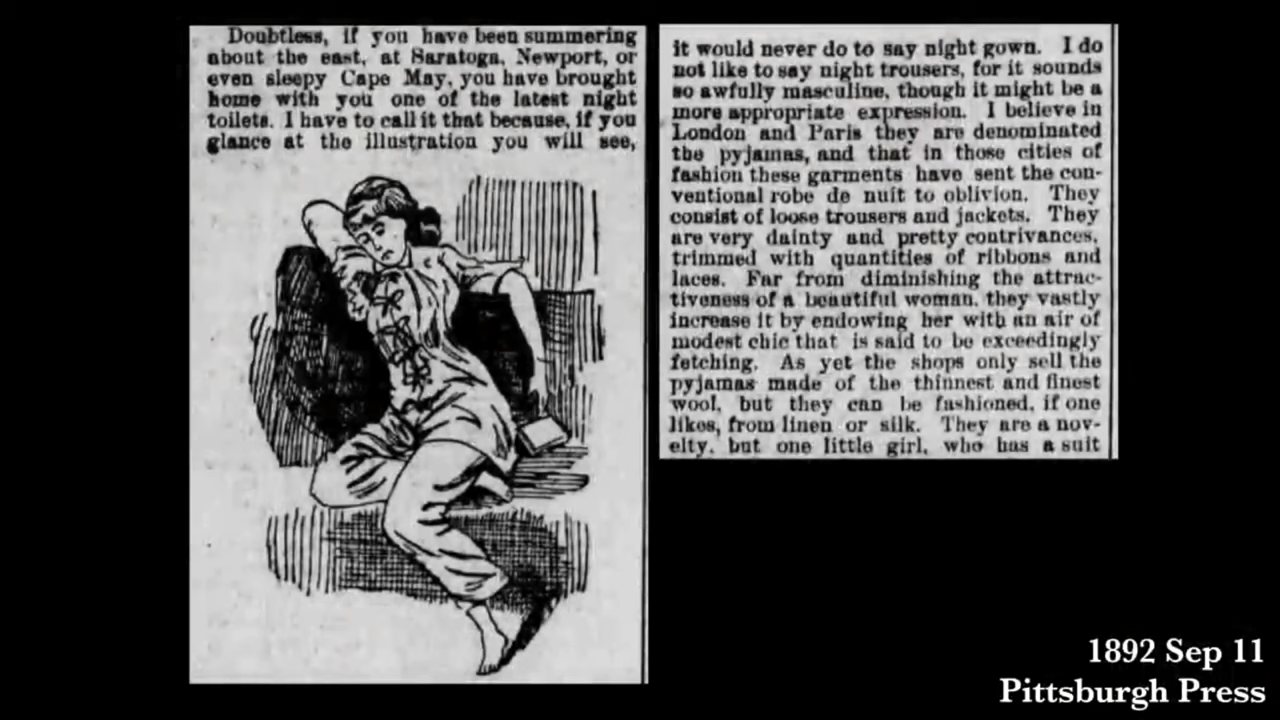 Doubtless, if you have been summering
about the east, at Saratoga, Newport, or
even sleepy Cape May, you have brought
home with you one of the latest night
toilets. I have to call it that because, if you
glance at the illustration you will see,
it would never do to say night gown. I do
not like to say night trousers, for it sounds
so awfully masculine, though it might be a
more appropriate expression. I believe in
London and Paris they are denominated
the pyjamas, and that in those cities of
fashion these garments have sent the con-
ventional robe de nuit to oblivion. They
consist of loose trousers and jackets. They
are very dainty and pretty contrivances,
trimmed with quantities of ribbons and
laces. Far from diminishing the attrac-
tiveness of a beautiful woman, they vastly
increase it by endowing her with an air of
modest chic that is said to be exceedingly
fetching. As yet the shops only sell the
pyjamas made of the thinnest and finest
wool, but they can be fashioned, if one
likes, from linen or silk. They are a nov-
elty, but one little girl, who has a suit
1892 Sep 11
Pittsburgh Press